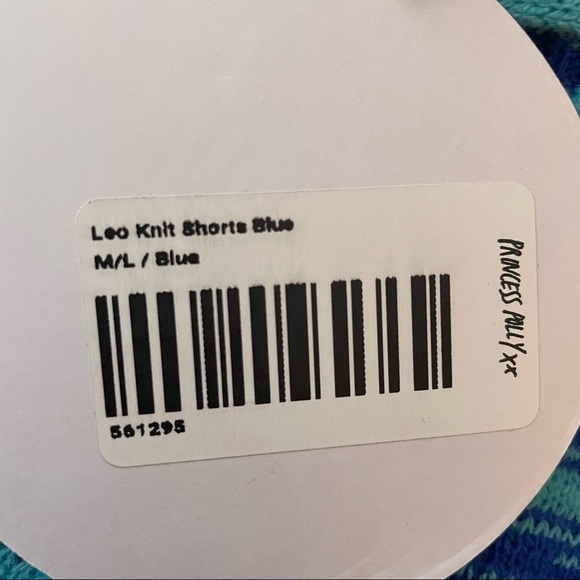 Leo Knit Shorts Blue
M/L / Blue
561295
PRINCESS POLLY xx